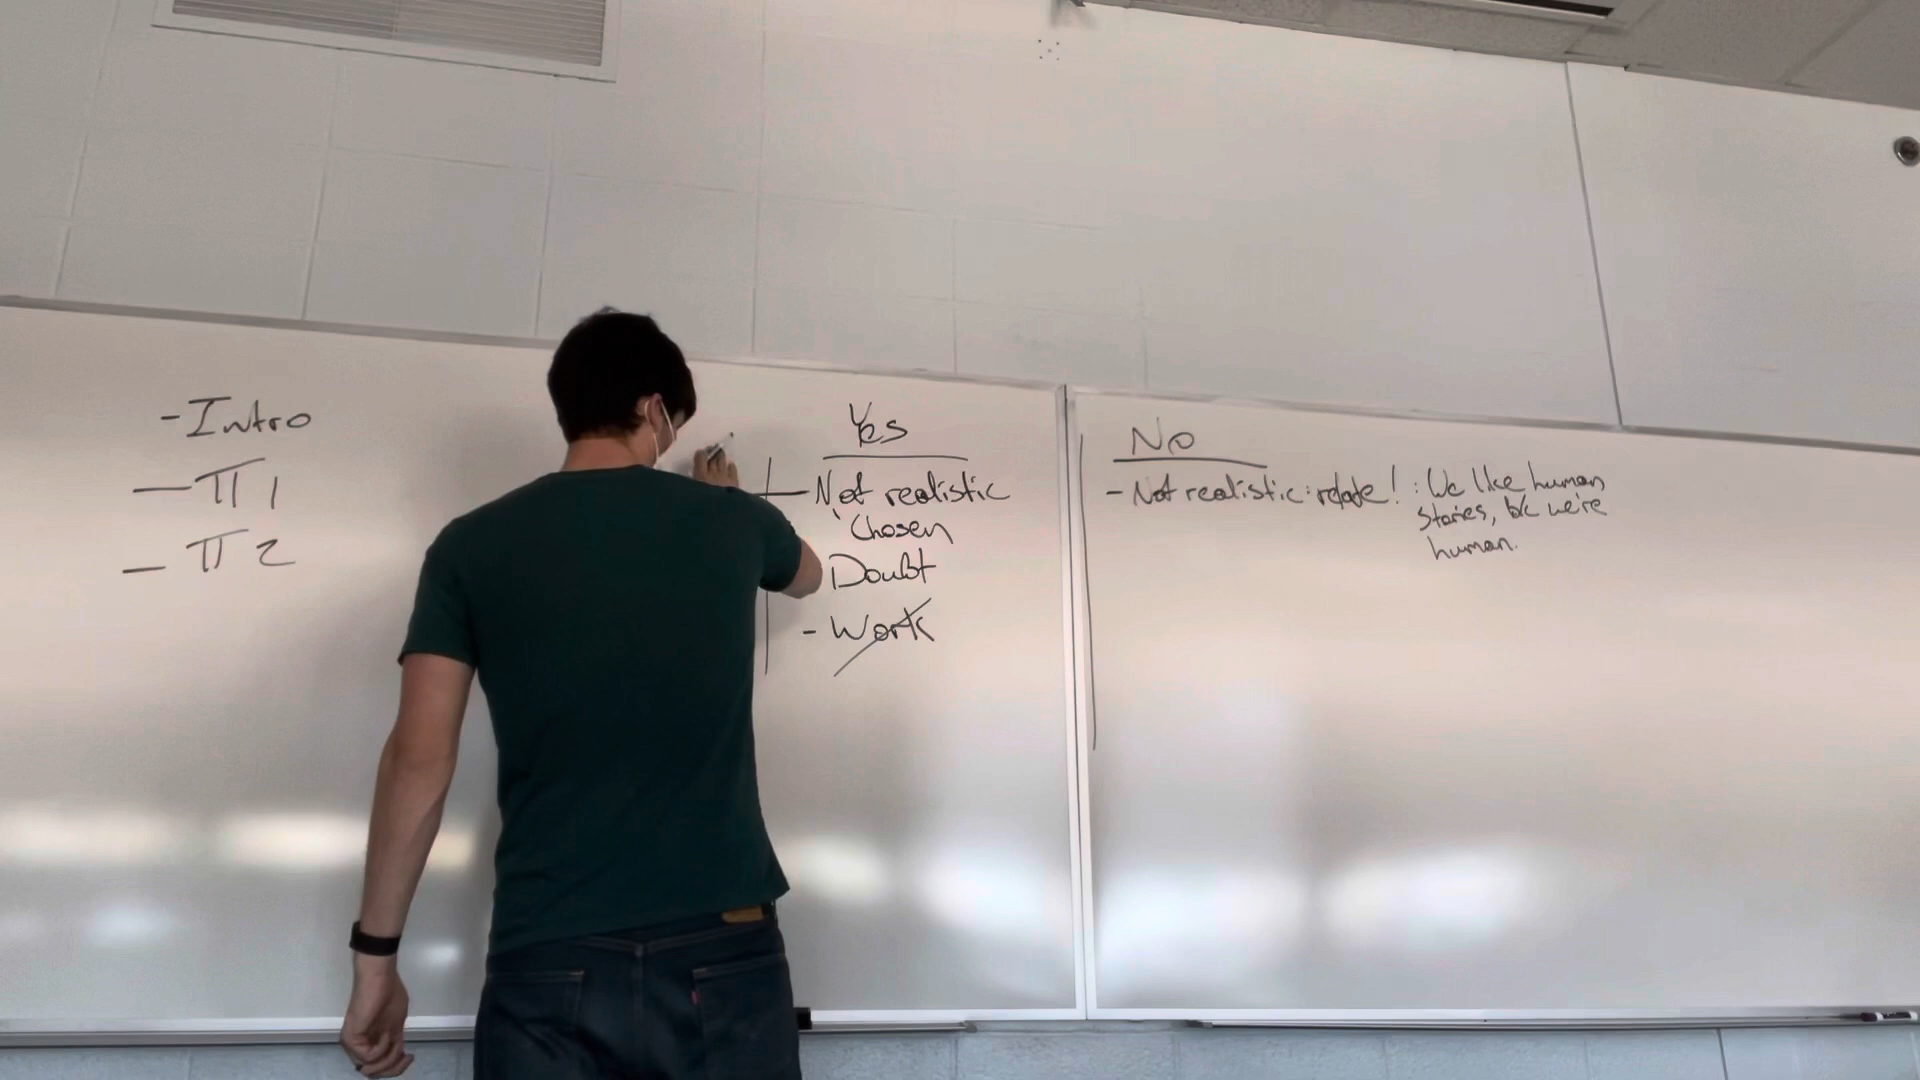 - Intro
- π 1
- π 2
Yes
- Not realistic
Chosen
Doubt
- Work
No
- Not realistic : relate! : We like human
stories, b/c we're
human.